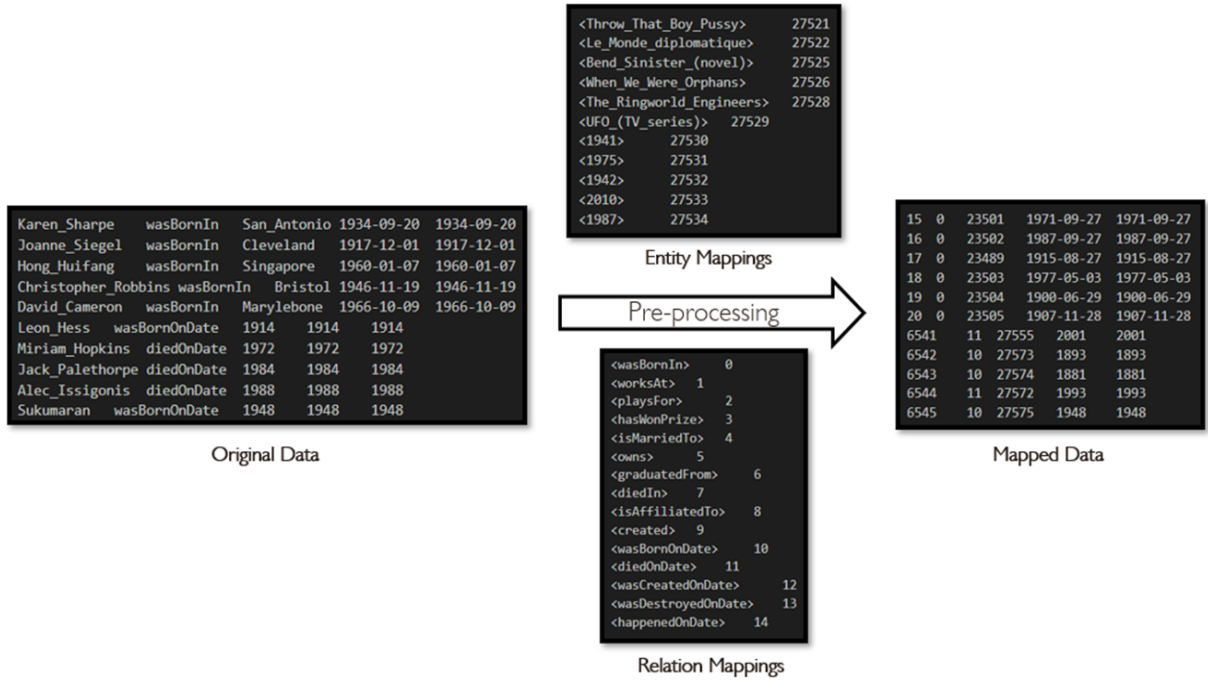 <Throw_That_Boy_Pussy> 27521
<Le_Monde_diplomatique> 27522
<Bend_Sinister_(novel)> 27525
<When_We_Were_Orphans> 27526
<The_Ringworld_Engineers> 27528
<UFO_(TV_series)> 27529
<1941> 27530
<1975> 27531
<1942> 27532
<2010> 27533
<1987> 27534
Entity Mappings
Karen_Sharpe wasBornIn San_Antonio 1934-09-20 1934-09-20
Joanne_Siegel wasBornIn Cleveland 1917-12-01 1917-12-01
Hong_Huifang wasBornIn Singapore 1960-01-07 1960-01-07
Christopher_Robbins wasBornIn Bristol 1946-11-19 1946-11-19
David_Cameron wasBornIn Marylebone 1966-10-09 1966-10-09
Leon_Hess wasBornOnDate 1914 1914 1914
Miriam_Hopkins diedOnDate 1972 1972 1972
Jack_Palethorpe diedOnDate 1984 1984 1984
Alec_Issigonis diedOnDate 1988 1988 1988
Sukumaran wasBornOnDate 1948 1948 1948
Original Data
Pre-processing
<wasBornIn> 0
<worksAt> 1
<playsFor> 2
<hasWonPrize> 3
<isMarriedTo> 4
<owns> 5
<graduatedFrom> 6
<diedIn> 7
<isAffiliatedTo> 8
<created> 9
<wasBornOnDate> 10
<diedOnDate> 11
<wasCreatedOnDate> 12
<wasDestroyedOnDate> 13
<happenedOnDate> 14
Relation Mappings
15 0 23501 1971-09-27 1971-09-27
16 0 23502 1987-09-27 1987-09-27
17 0 23489 1915-08-27 1915-08-27
18 0 23503 1977-05-03 1977-05-03
19 0 23504 1900-06-29 1900-06-29
20 0 23505 1907-11-28 1907-11-28
6541 11 27555 2001 2001
6542 10 27573 1893 1893
6543 10 27574 1881 1881
6544 11 27572 1993 1993
6545 10 27575 1948 1948
Mapped Data